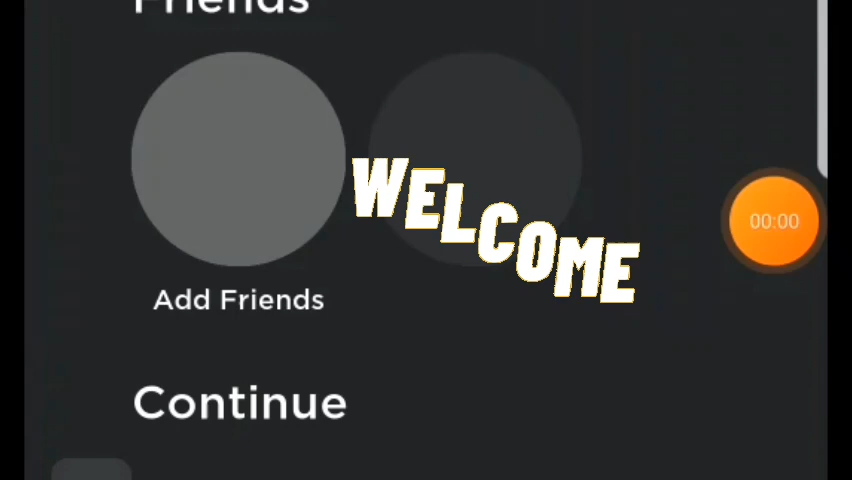 Friends
WELCOME
00:00
Add Friends
Continue